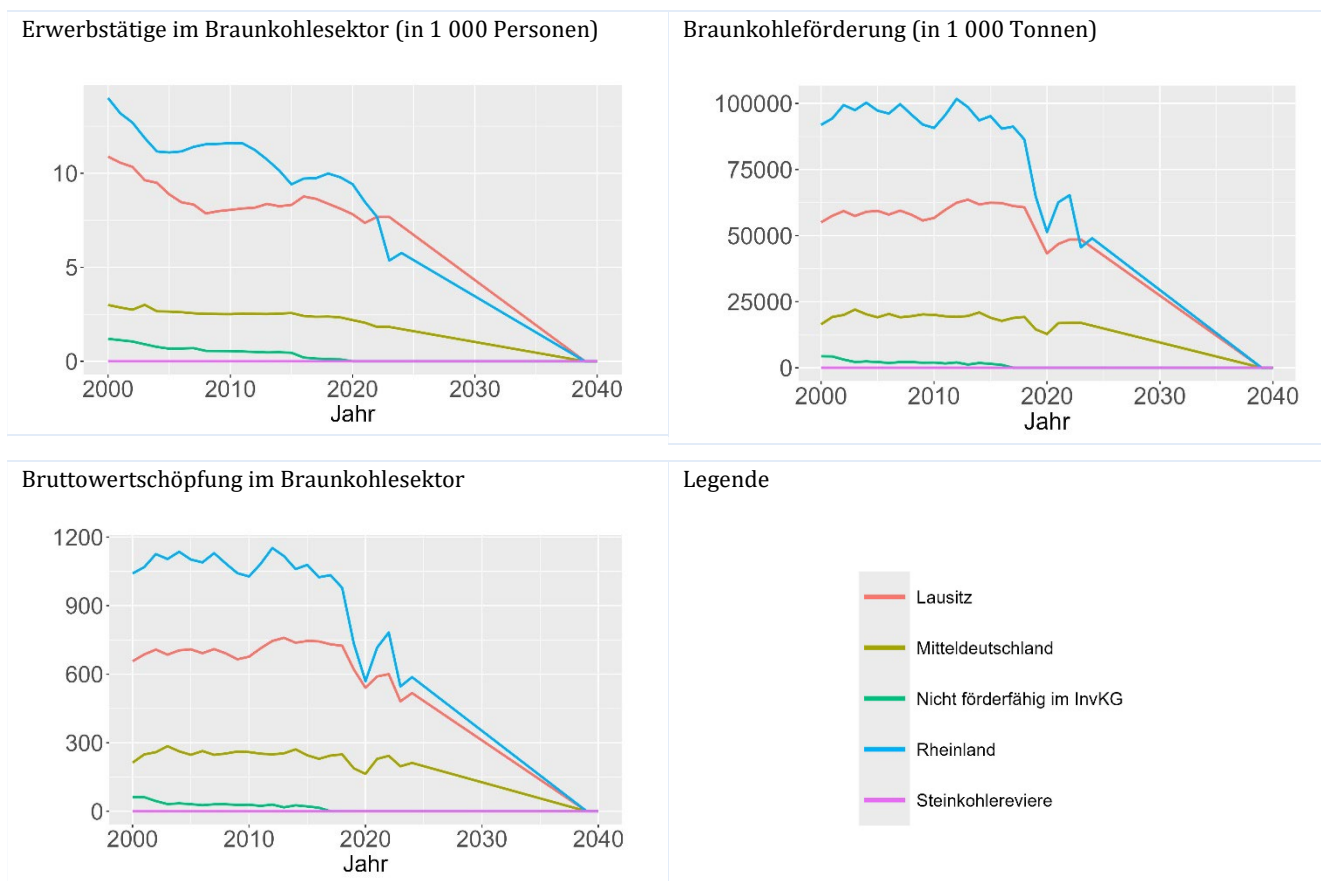 Erwerbstätige im Braunkohlesektor (in 1 000 Personen)
10
5
0
2000 2010 2020 2030 2040
Jahr
Braunkohleförderung (in 1 000 Tonnen)
100000
75000
50000
25000
0
2000 2010 2020 2030 2040
Jahr
Bruttowertschöpfung im Braunkohlesektor
1200
900
600
300
0
2000 2010 2020 2030 2040
Jahr
Legende
Lausitz
Mitteldeutschland
Nicht förderfähig im InvKG
Rheinland
Steinkohlereviere